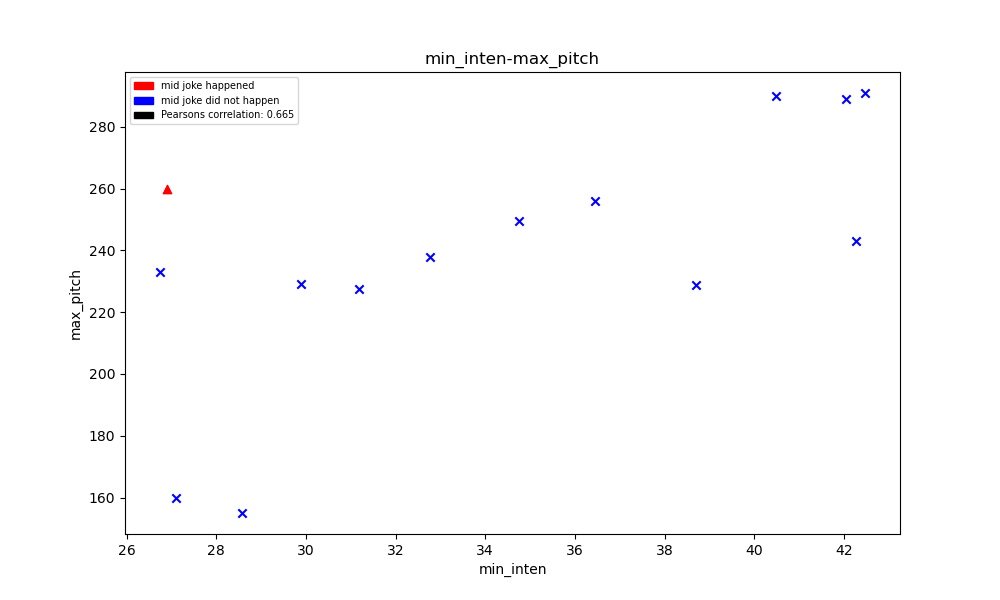 min_inten-max_pitch
mid joke happened
mid joke did not happen
Pearsons correlation: 0.665
280
260
240
220
200
180
160
max_pitch
26 28 30 32 34 36 38 40 42
min_inten